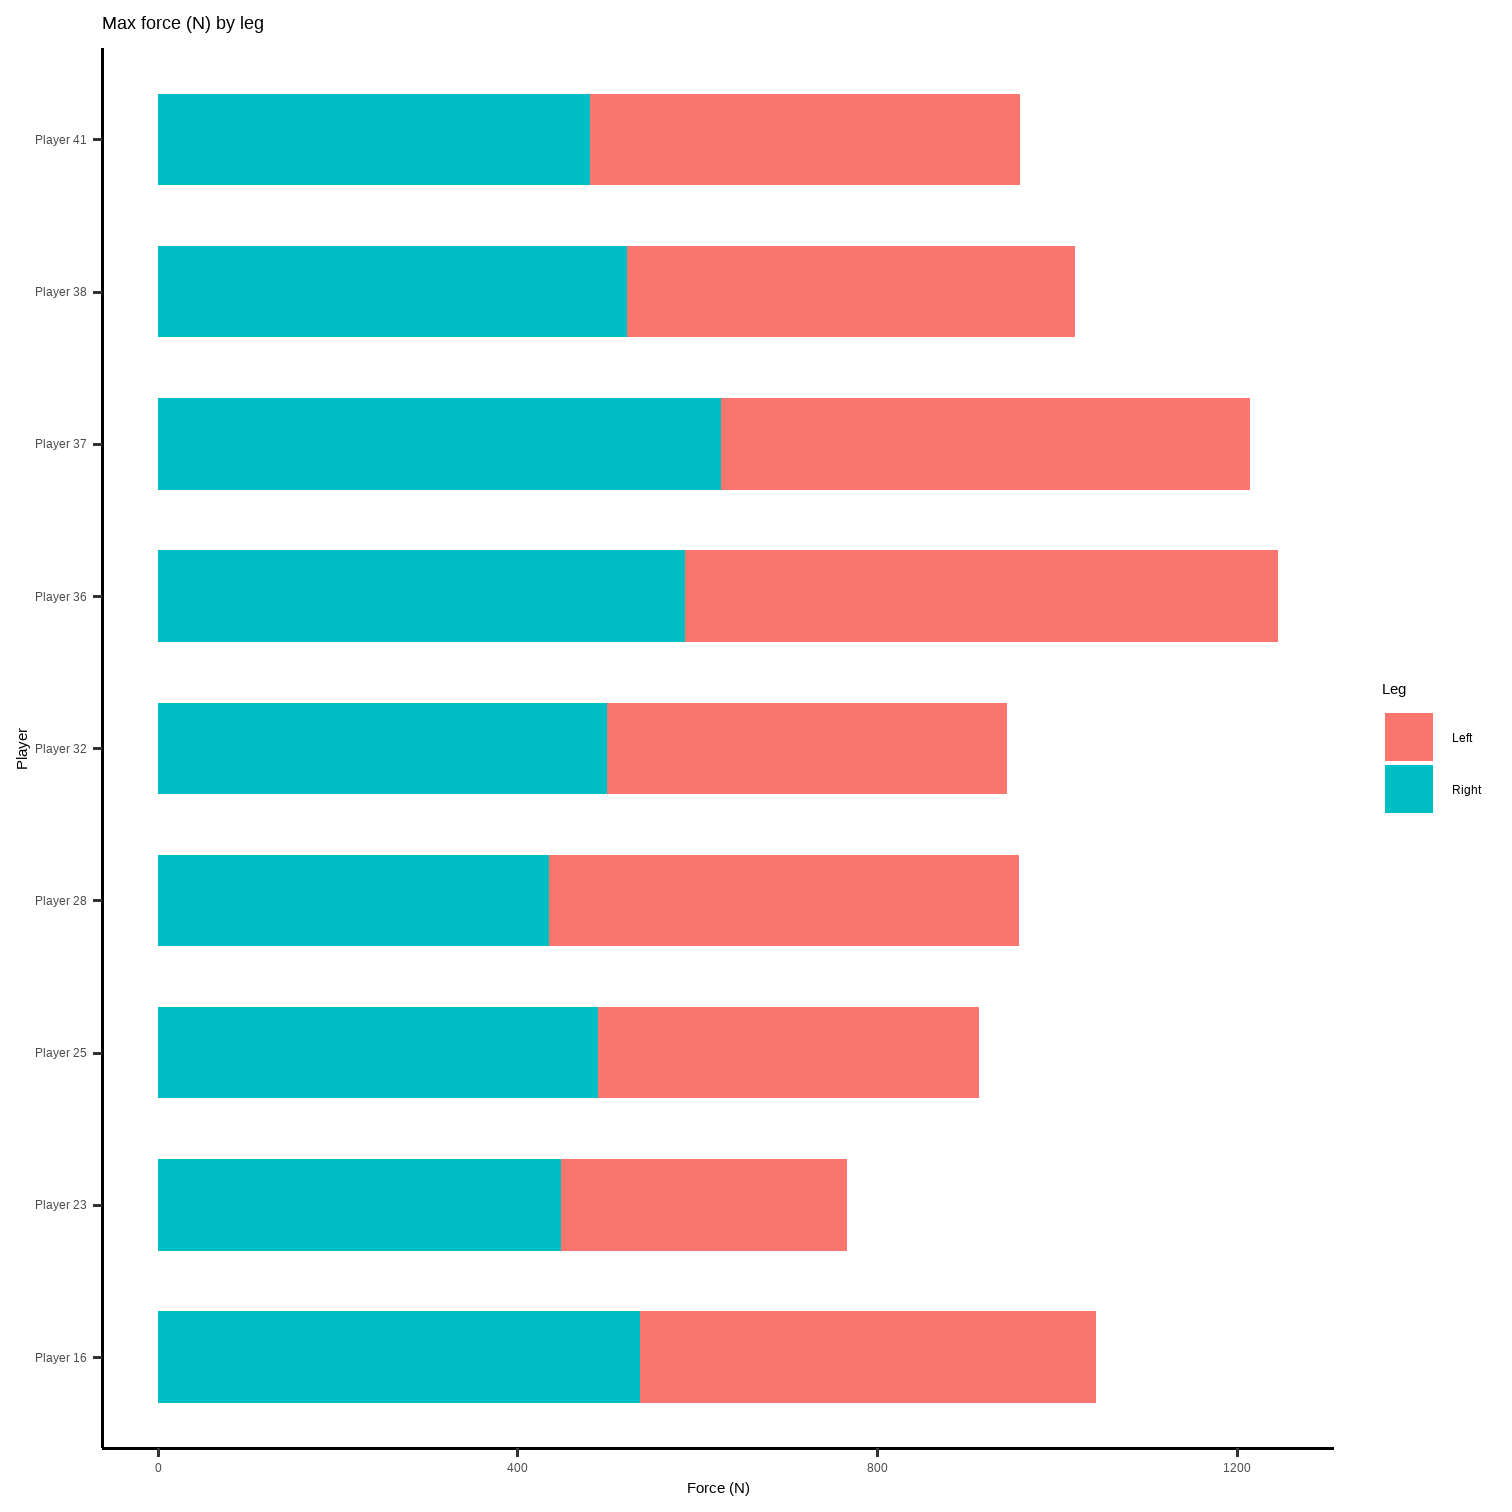 Max force (N) by leg
Player 41
Player 38
Player 37
Player 36
Player 32
Player 28
Player 25
Player 23
Player 16
Player
0 400 800 1200
Force (N)
Leg
Left
Right